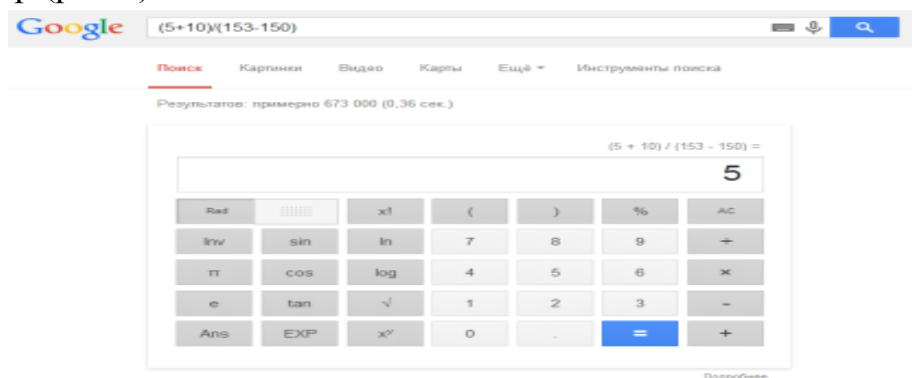 Google (5+10)/(153-150)
Поиск Картинки Видео Карты Ещё Инструменты поиска
Результатов: примерно 673 000 (0,36 сек.)
(5 + 10) / (153 - 150) =
5
Rad x! ( ) % AC
Inv sin ln 7 8 9 ÷
π cos log 4 5 6 ×
e tan √ 1 2 3 -
Ans EXP xʸ 0 . = +
Подробнее